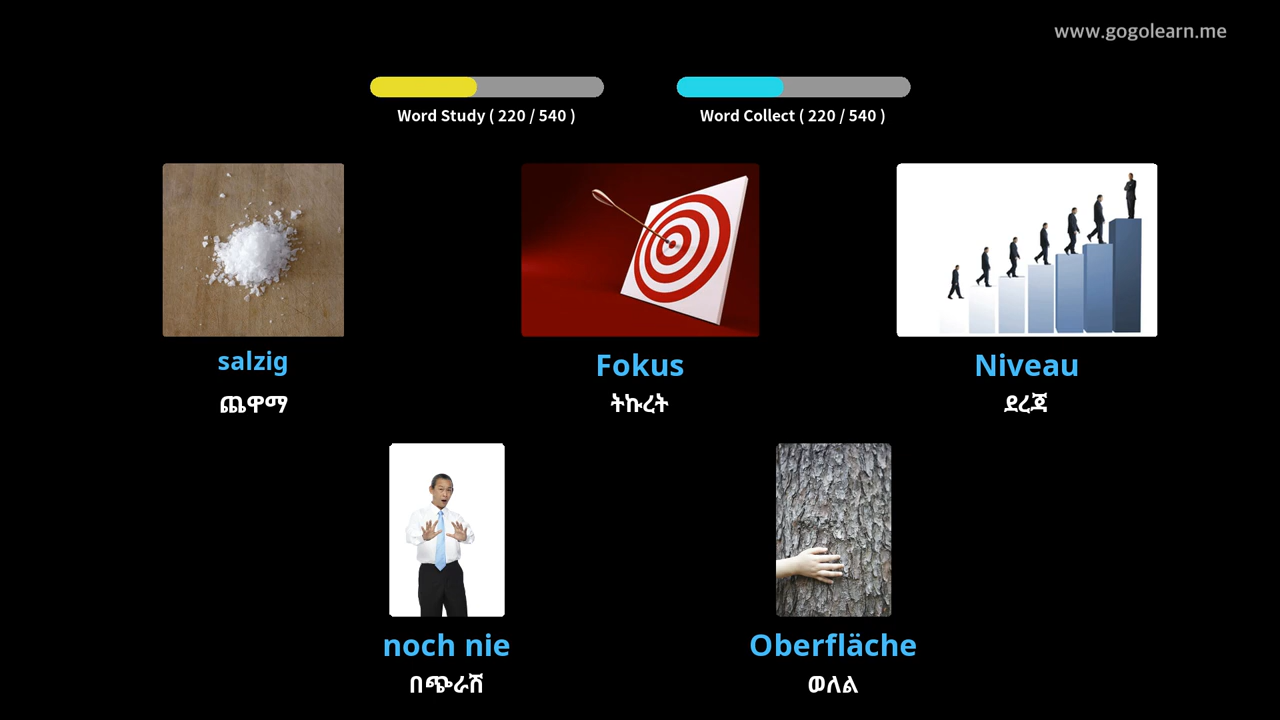 www.gogolearn.me
Word Study ( 220 / 540 )
Word Collect ( 220 / 540 )
salzig
ጨዋማ
Fokus
ትኩረት
Niveau
ደረጃ
noch nie
በጭራሽ
Oberfläche
ወለል